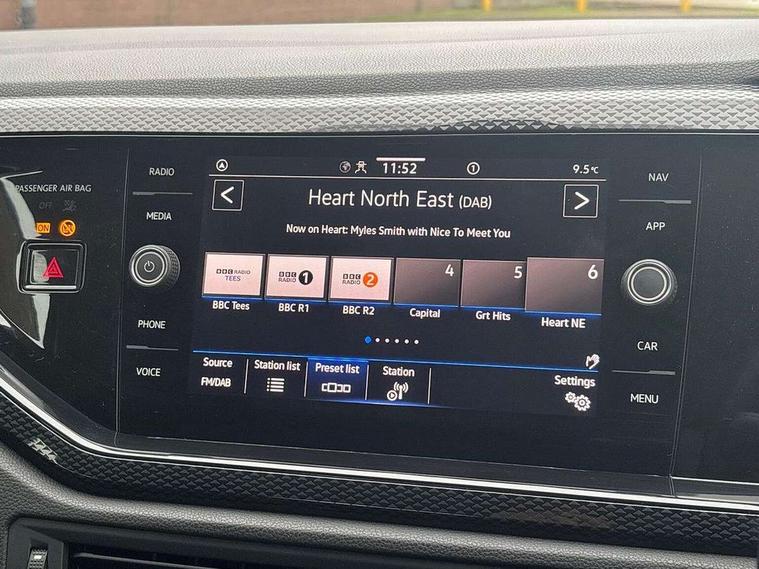 RADIO
MEDIA
PHONE
VOICE
PASSENGER AIR BAG
OFF
ON
11:52
1
9.5°C
Heart North East (DAB)
Now on Heart: Myles Smith with Nice To Meet You
BBC RADIO
TEES
BBC
RADIO 1
BBC
RADIO 2
4
5
6
BBC Tees
BBC R1
BBC R2
Capital
Grt Hits
Heart NE
Source
FM/DAB
Station list
Preset list
Station
Settings
NAV
APP
CAR
MENU